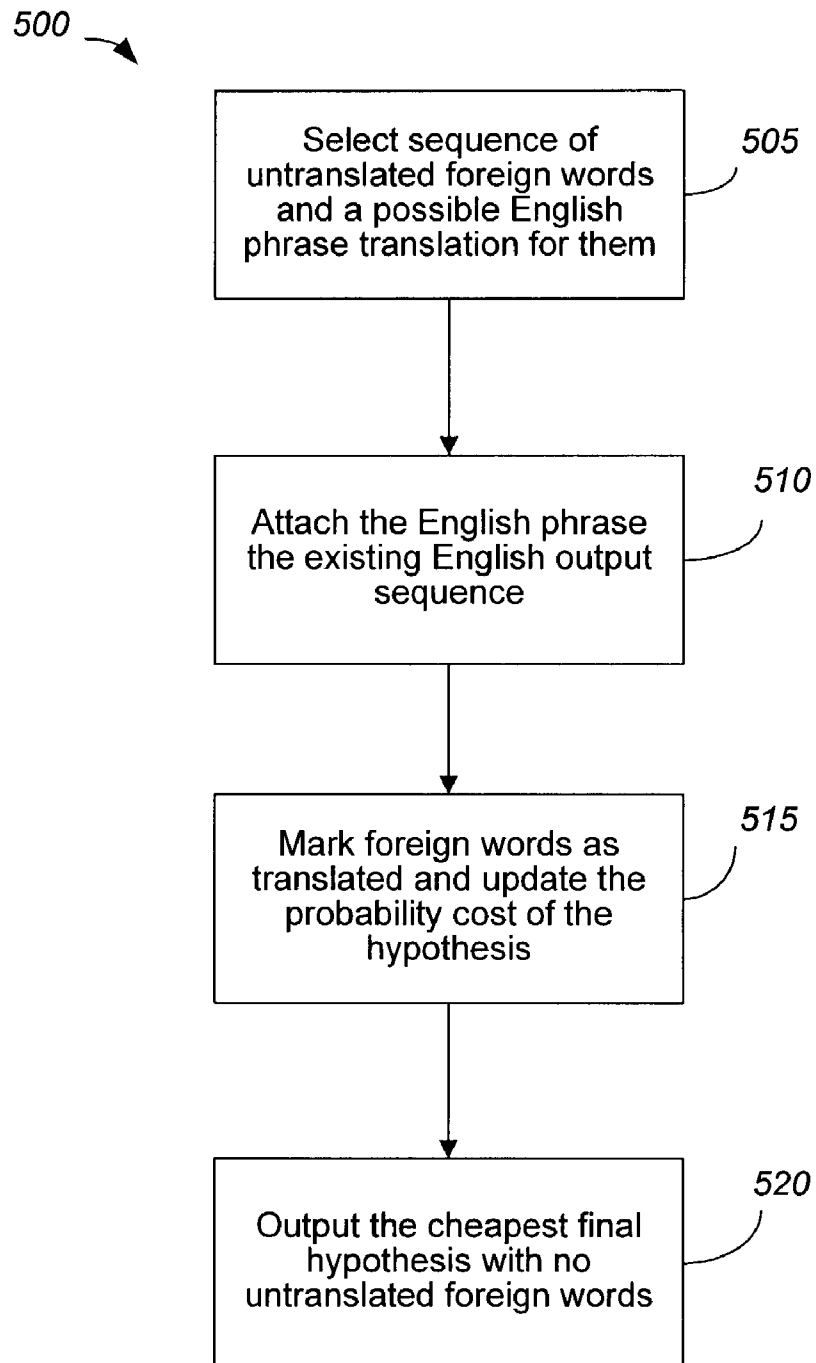 500
Select sequence of
untranslated foreign words
and a possible English
phrase translation for them
505
Attach the English phrase
the existing English output
sequence
510
Mark foreign words as
translated and update the
probability cost of the
hypothesis
515
Output the cheapest final
hypothesis with no
untranslated foreign words
520